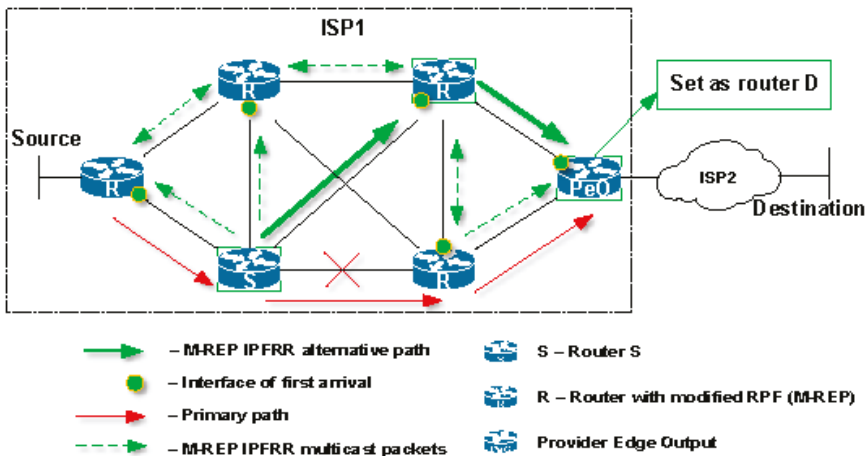 ISP1
R
R
Set as router D
Source
R
PeO
ISP2
Destination
S
R
– M-REP IPFRR alternative path
– Interface of first arrival
– Primary path
– M-REP IPFRR multicast packets
S – Router S
R – Router with modified RPF (M-REP)
Provider Edge Output